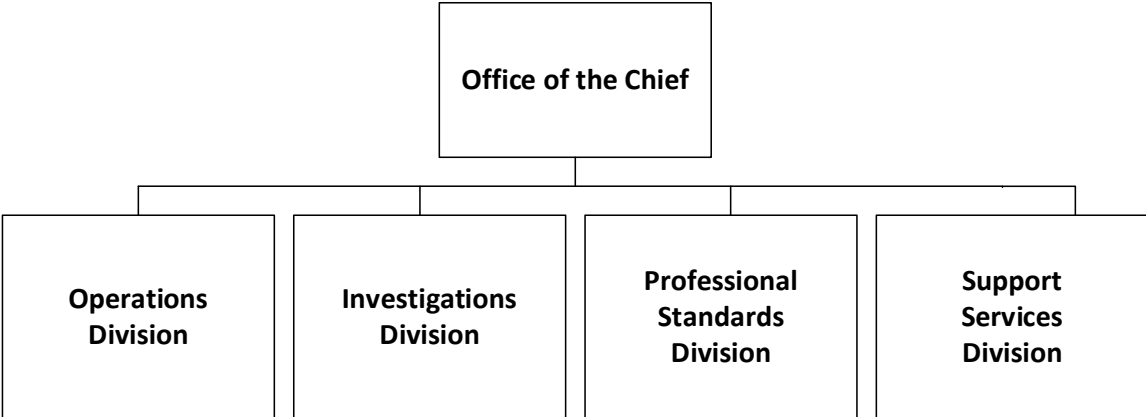 Office of the Chief
Operations
Division
Investigations
Division
Professional
Standards
Division
Support
Services
Division